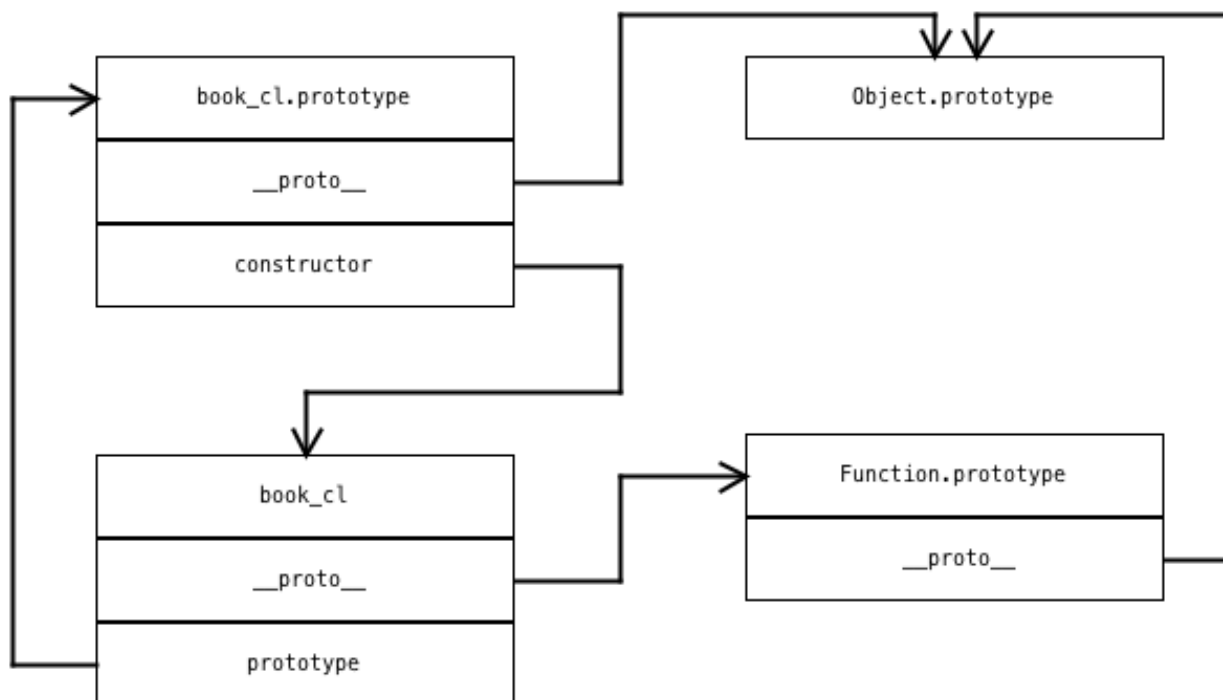 book_cl.prototype
__proto__
constructor
Object.prototype
book_cl
__proto__
prototype
Function.prototype
__proto__